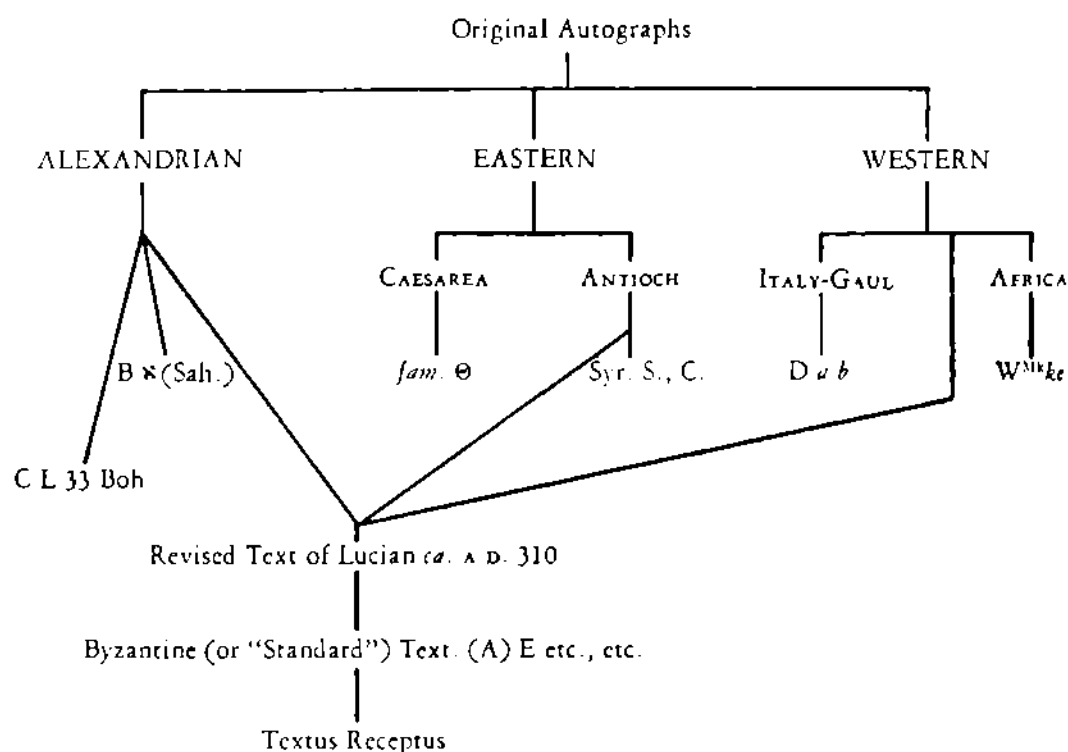 Original Autographs
ALEXANDRIAN EASTERN WESTERN
CAESAREA ANTIOCH ITALY-GAUL AFRICA
B א (Sah.) fam. Θ Syr. S., C. D a b W ke
C L 33 Boh
Revised Text of Lucian ca. A D. 310
Byzantine (or “Standard”) Text. (A) E etc., etc.
Textus Receptus